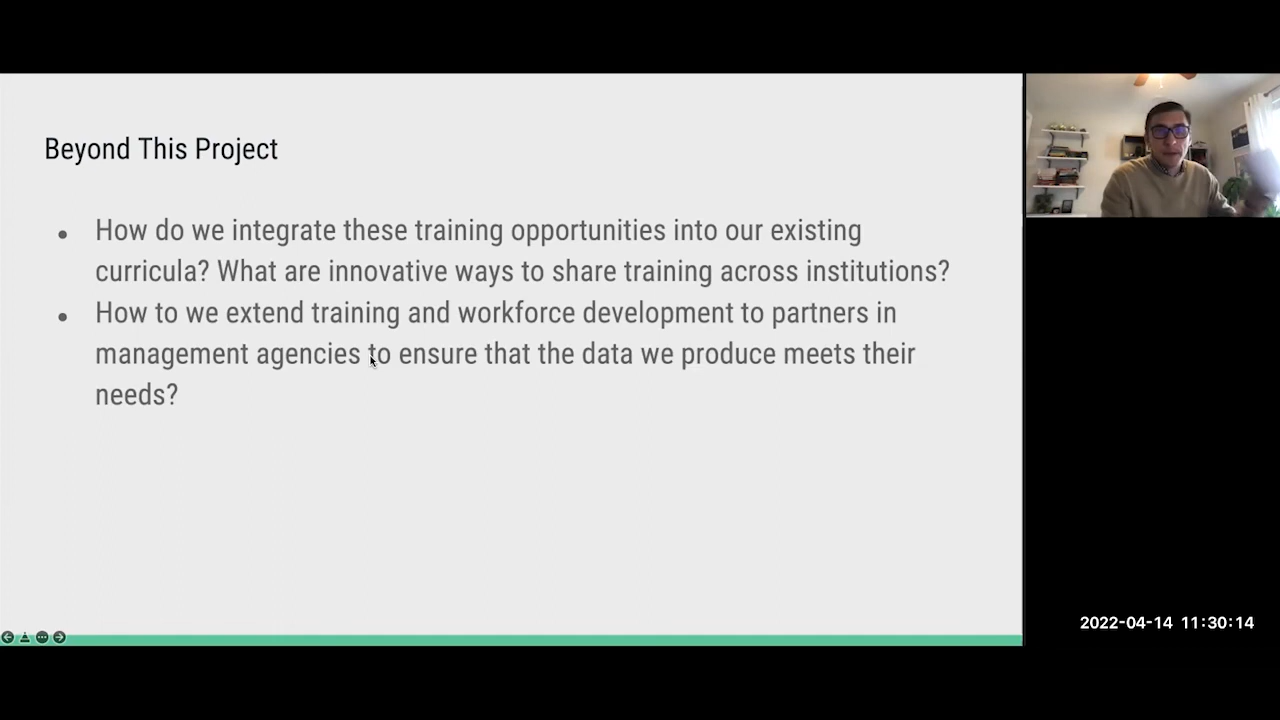 Beyond This Project
• How do we integrate these training opportunities into our existing
curricula? What are innovative ways to share training across institutions?
• How to we extend training and workforce development to partners in
management agencies to ensure that the data we produce meets their
needs?
2022-04-14 11:30:14